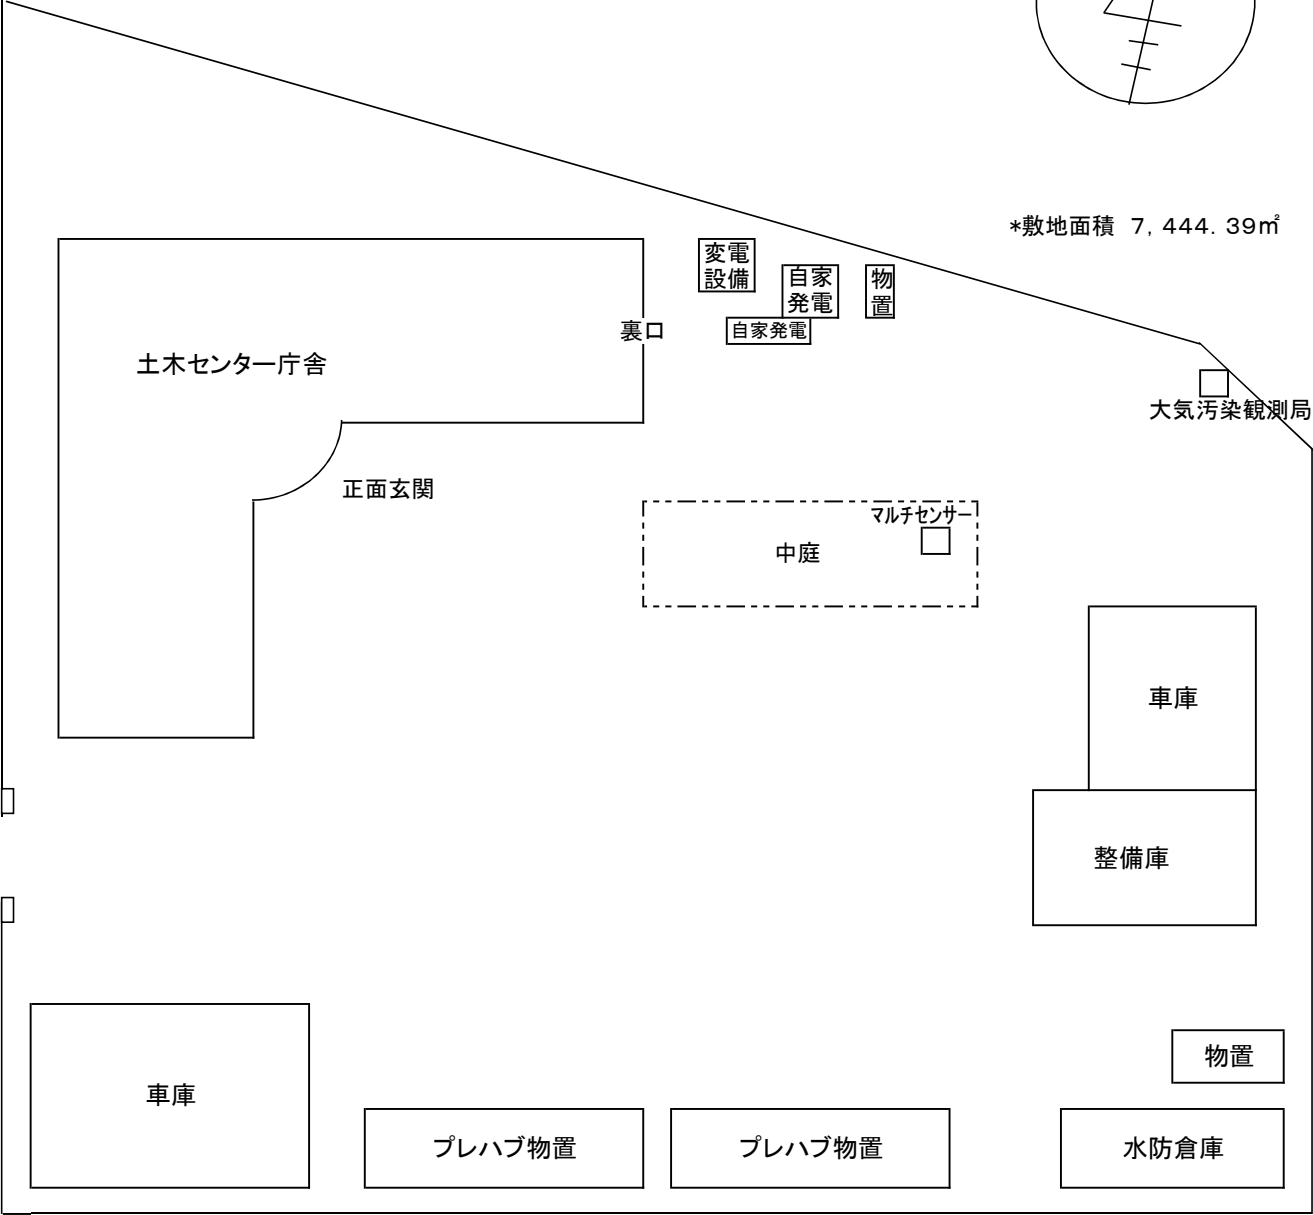 *敷地面積 7,444.39㎡
変電
設備
自家
発電
物
置
自家発電
裏口
土木センター庁舎
大気汚染観測局
正面玄関
マルチセンサー
中庭
車庫
整備庫
物置
車庫
プレハブ物置
プレハブ物置
水防倉庫